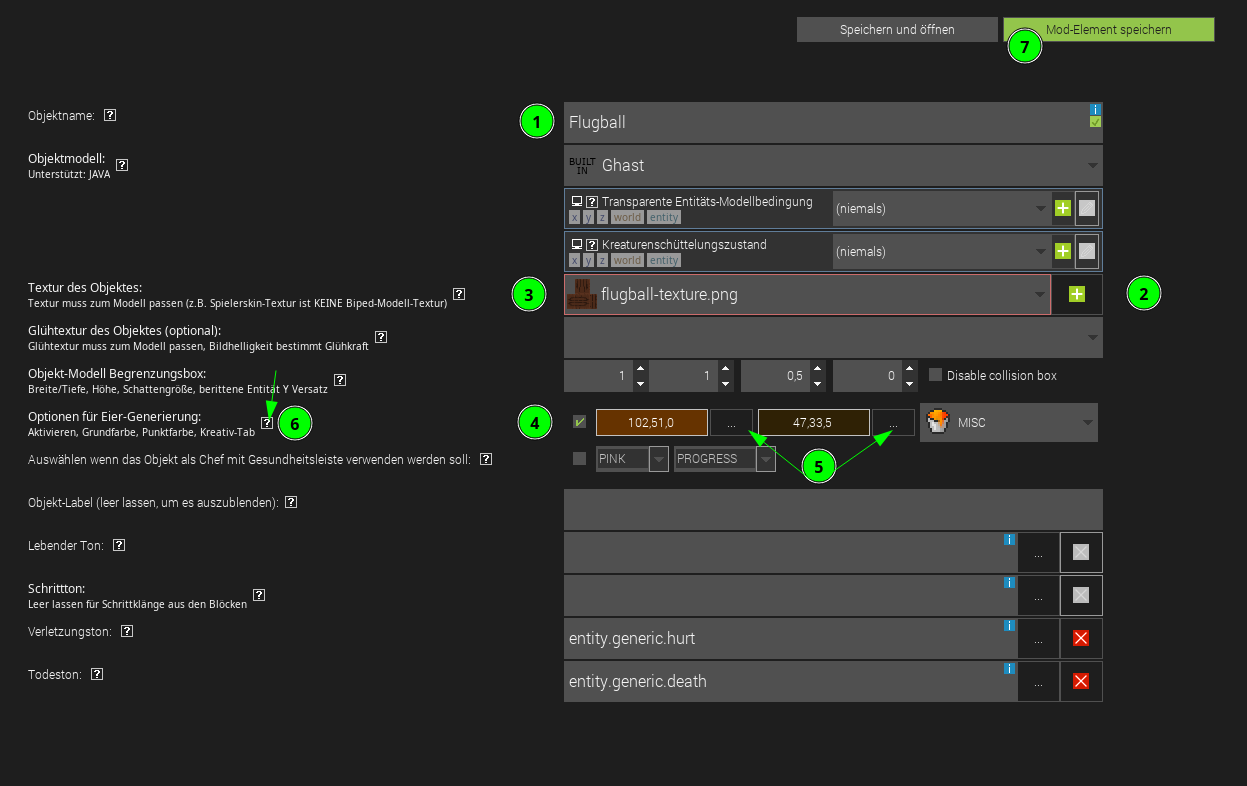 Speichern und öffnen
Mod-Element speichern
7
Objektname: ?
1
Flugball
i
Objektmodell:
Unterstützt: JAVA
?
BUILT IN
Ghast
? Transparente Entitäts-Modellbedingung
x y z world entity
(niemals)
? Kreaturenschüttelungszustand
x y z world entity
(niemals)
Textur des Objektes:
Textur muss zum Modell passen (z.B. Spielerskin-Textur ist KEINE Biped-Modell-Textur)
?
3
flugball-texture.png
2
Glühtextur des Objektes (optional):
Glühtextur muss zum Modell passen, Bildhelligkeit bestimmt Glühkraft
?
Objekt-Modell Begrenzungsbox:
Breite/Tiefe, Höhe, Schattengröße, berittene Entität Y Versatz
?
1 1 0,5 0
Disable collision box
Optionen für Eier-Generierung:
Aktivieren, Grundfarbe, Punktfarbe, Kreativ-Tab
?
6
4
102,51,0 ... 47,33,5 ... MISC
Auswählen wenn das Objekt als Chef mit Gesundheitsleiste verwenden werden soll: ?
PINK PROGRESS
5
Objekt-Label (leer lassen, um es auszublenden): ?
Lebender Ton: ?
i ...
Schrittton:
Leer lassen für Schrittklänge aus den Blöcken
?
i ...
Verletzungston: ?
entity.generic.hurt
i ...
Todeston: ?
entity.generic.death
i ...